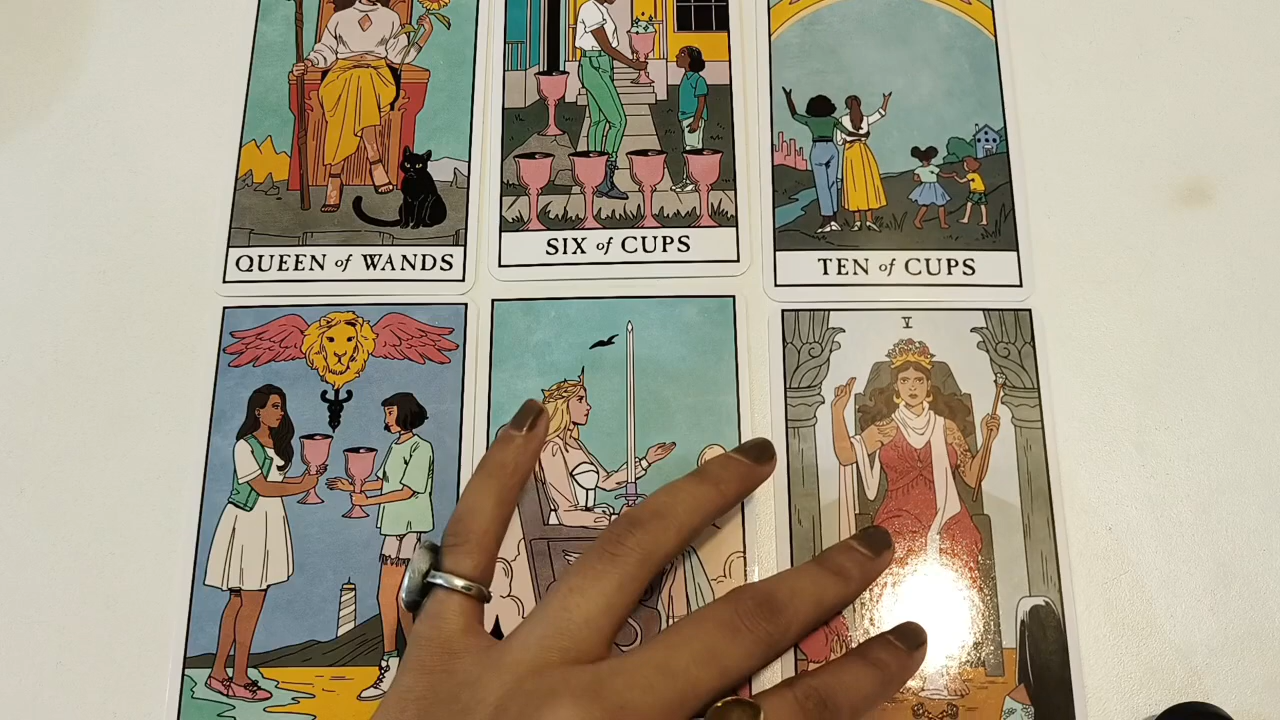 QUEEN of WANDS
SIX of CUPS
TEN of CUPS
V